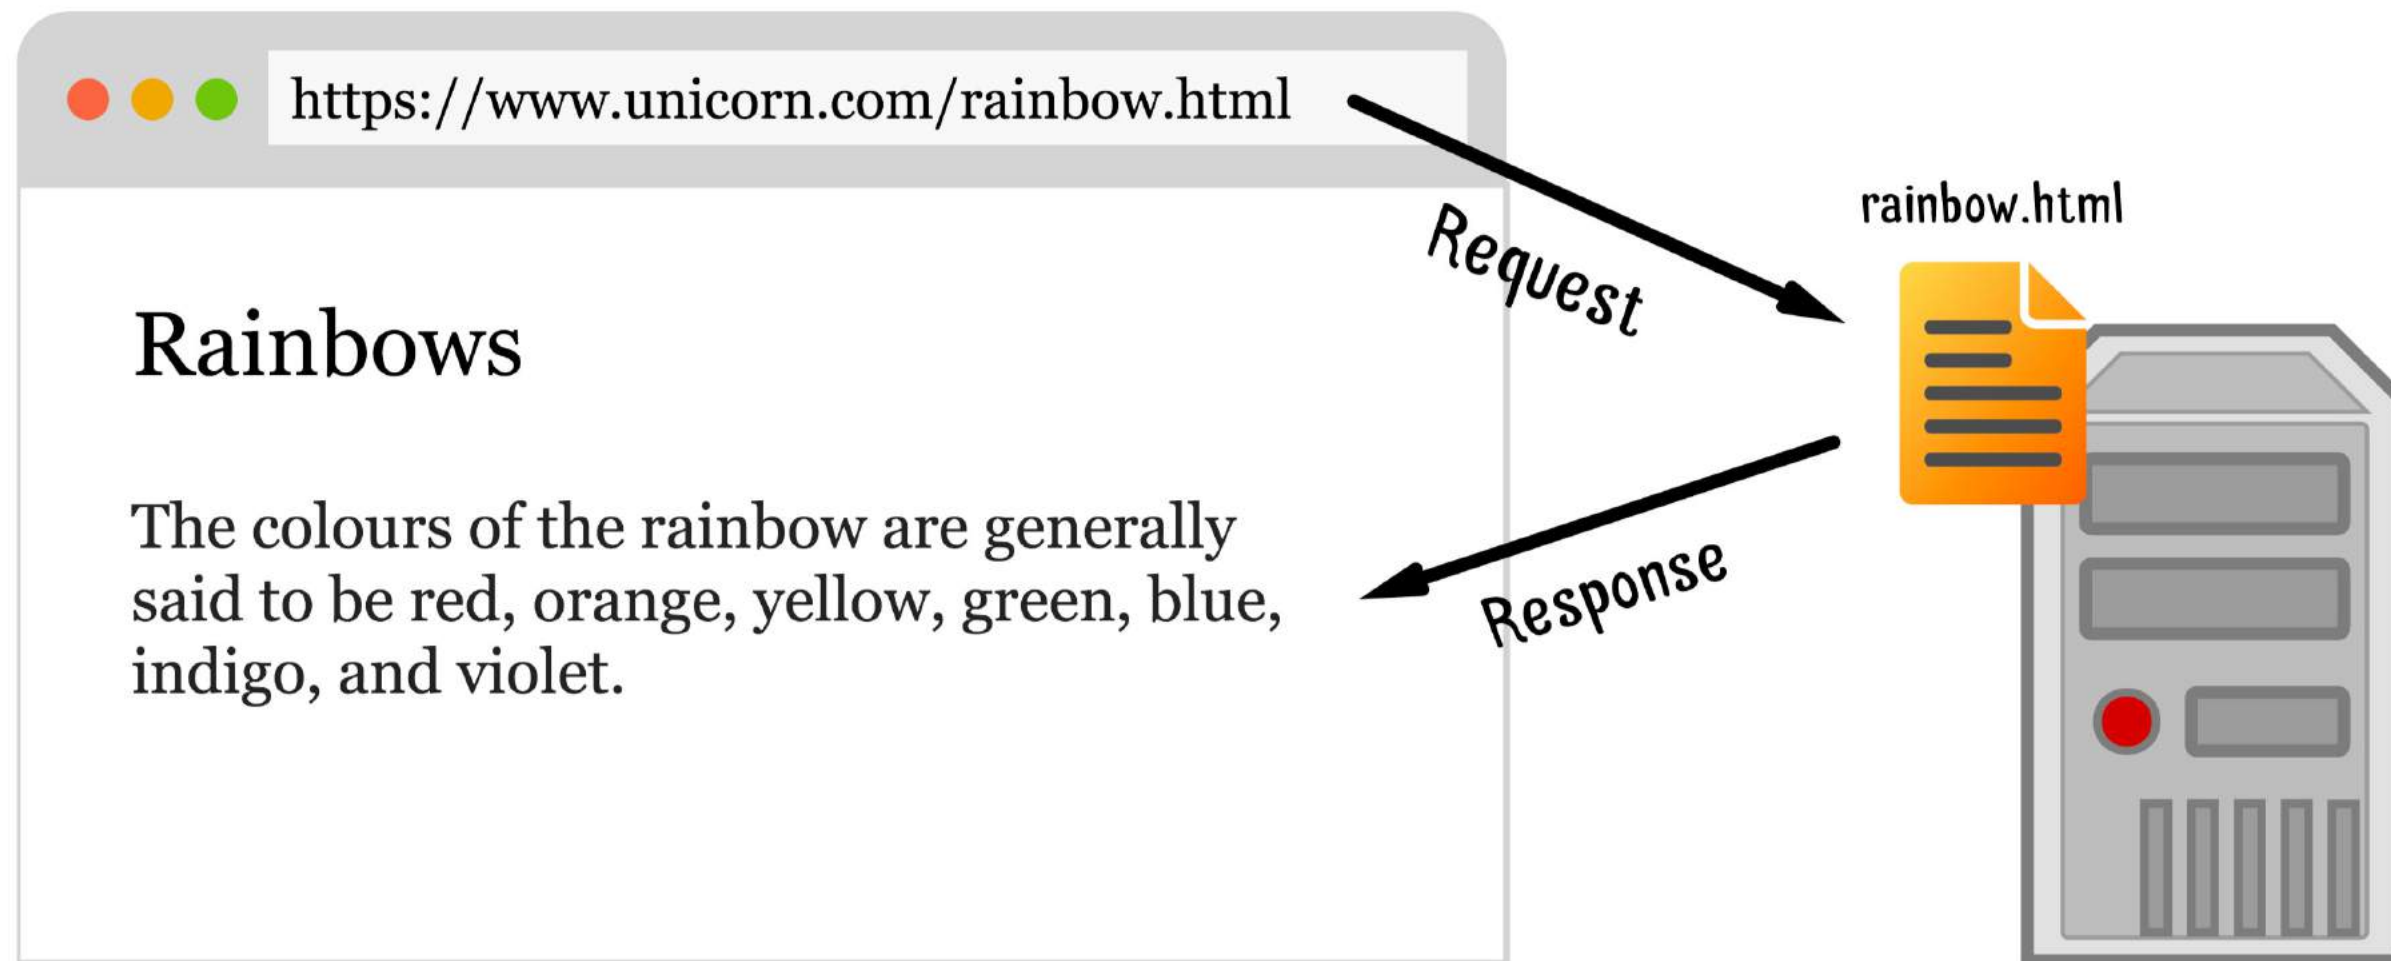 https://www.unicorn.com/rainbow.html
Request
rainbow.html
Rainbows
The colours of the rainbow are generally
said to be red, orange, yellow, green, blue,
indigo, and violet.
Response